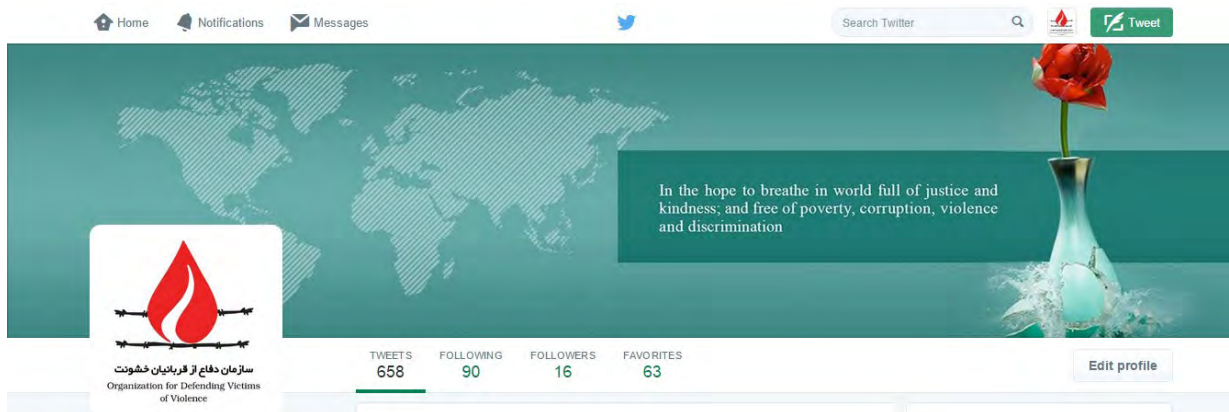 Home Notifications Messages Search Twitter Tweet
In the hope to breathe in world full of justice and
kindness; and free of poverty, corruption, violence
and discrimination
سازمان دفاع از قربانیان خشونت
Organization for Defending Victims
of Violence
TWEETS FOLLOWING FOLLOWERS FAVORITES
658 90 16 63
Edit profile